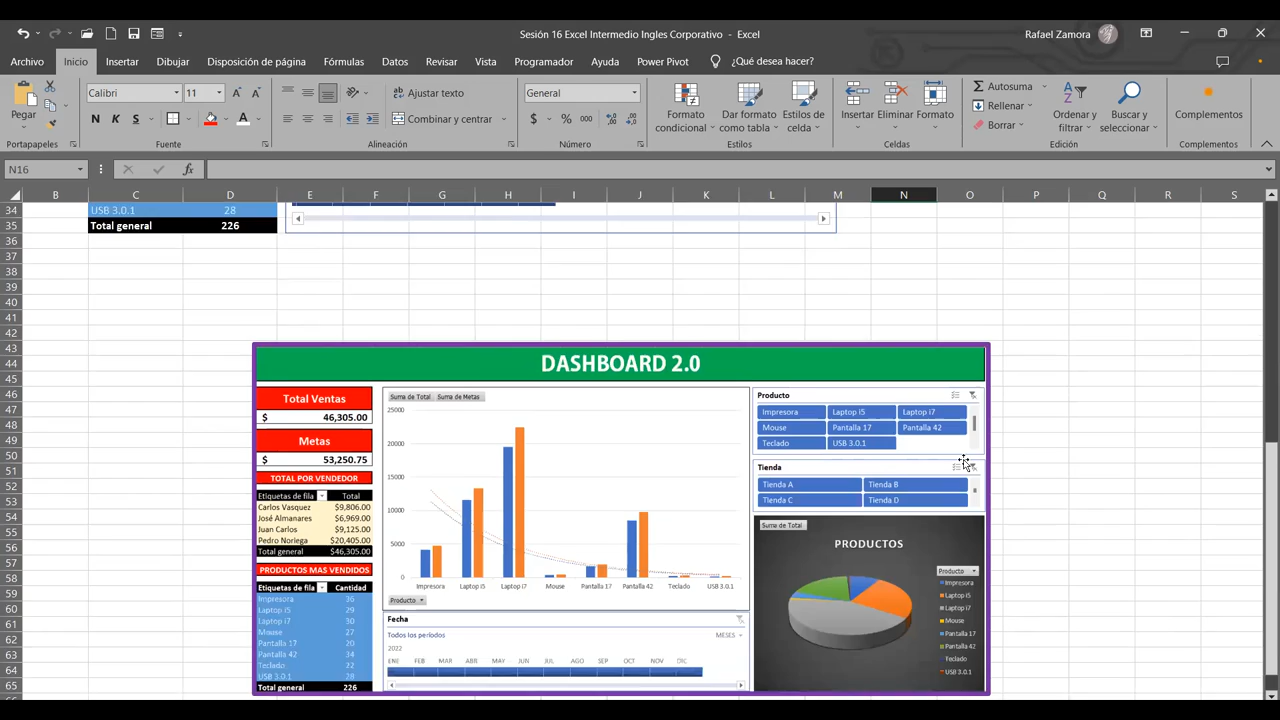 Sesión 16 Excel Intermedio Ingles Corporativo - Excel
Rafael Zamora
Archivo Inicio Insertar Dibujar Disposición de página Fórmulas Datos Revisar Vista Programador Ayuda Power Pivot ¿Qué desea hacer?
Pegar
Calibri 11
N K S
Ajustar texto
Combinar y centrar
General
$ % 000
Formato condicional
Dar formato como tabla
Estilos de celda
Insertar Eliminar Formato
Autosuma
Rellenar
Borrar
Ordenar y filtrar
Buscar y seleccionar
Complementos
Portapapeles Fuente Alineación Número Estilos Celdas Edición Complementos
N16 fx
B C D E F G H I J K L M N O P Q R S
34 USB 3.0.1 28
35 Total general 226
36
37
38
39
40
41
42
43
44
45
46
47
48
49
50
51
52
53
54
55
56
57
58
59
60
61
62
63
64
65
DASHBOARD 2.0
Total Ventas
$ 46,305.00
Metas
$ 53,250.75
TOTAL POR VENDEDOR
Etiquetas de fila Total
Carlos Vasquez $9,806.00
José Almanares $6,969.00
Juan Carlos $9,125.00
Pedro Noriega $20,405.00
Total general $46,305.00
PRODUCTOS MAS VENDIDOS
Etiquetas de fila Cantidad
Impresora 36
Laptop i5 29
Laptop i7 30
Mouse 27
Pantalla 17 20
Pantalla 42 34
Teclado 22
USB 3.0.1 28
Total general 226
Suma de Total Suma de Metas
25000
20000
15000
10000
5000
0
Impresora Laptop i5 Laptop i7 Mouse Pantalla 17 Pantalla 42 Teclado USB 3.0.1
Producto
Fecha
Todos los períodos MESES
2022
ENE FEB MAR ABR MAY JUN JUL AGO SEP OCT NOV DIC
Producto
Impresora Laptop i5 Laptop i7
Mouse Pantalla 17 Pantalla 42
Teclado USB 3.0.1
Tienda
Tienda A Tienda B
Tienda C Tienda D
Suma de Total
PRODUCTOS
Producto
Impresora
Laptop i5
Laptop i7
Mouse
Pantalla 17
Pantalla 42
Teclado
USB 3.0.1